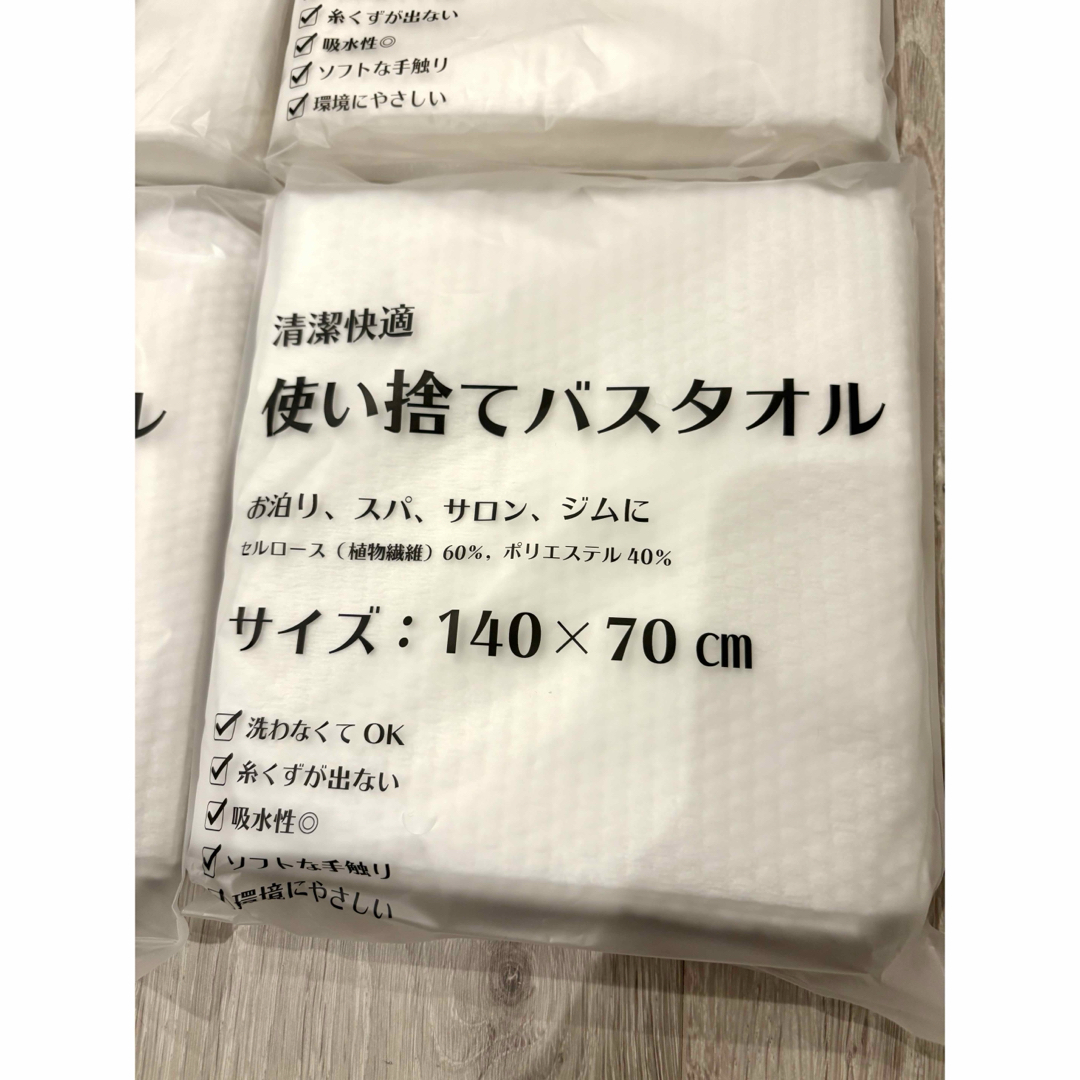 糸くずが出ない
吸水性◎
ソフトな手触り
環境にやさしい
ル
清潔快適
使い捨てバスタオル
お泊り、スパ、サロン、ジムに
セルロース（植物繊維）60%, ポリエステル 40%
サイズ：140×70 ㎝
洗わなくて OK
糸くずが出ない
吸水性◎
ソフトな手触り
環境にやさしい